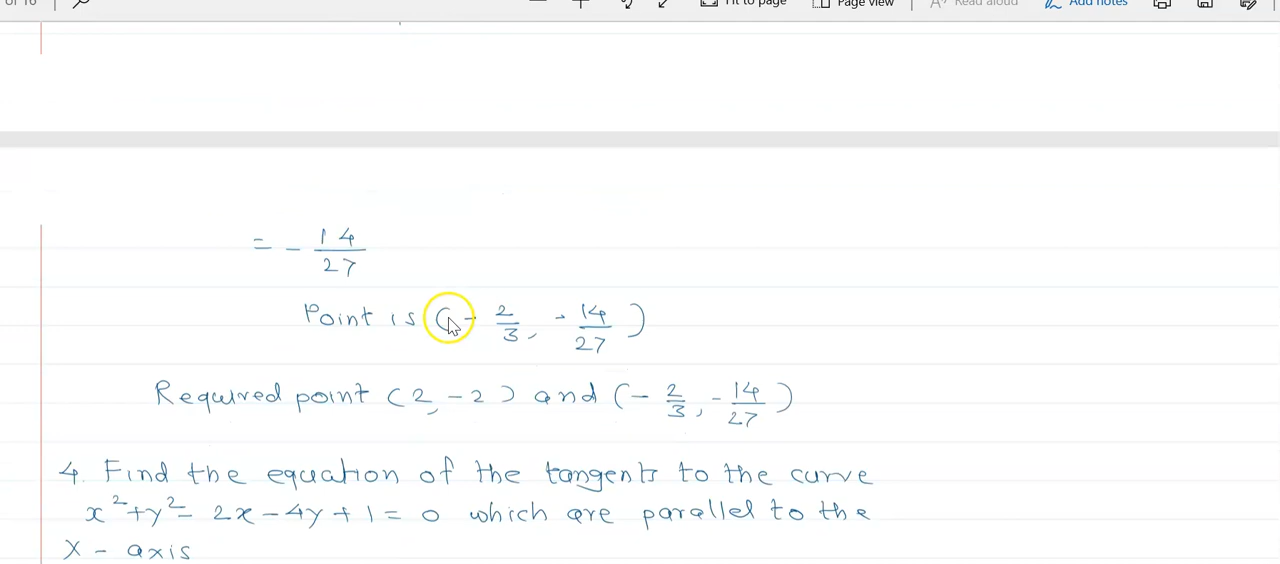 of 16 Fit to page Page view Read aloud Add notes
= - 14/27
Point is (- 2/3, - 14/27)
Required point (2, -2) and (- 2/3, - 14/27)
4. Find the equation of the tangents to the curve
x²+y²- 2x-4y+1=0 which are parallel to the
X - axis